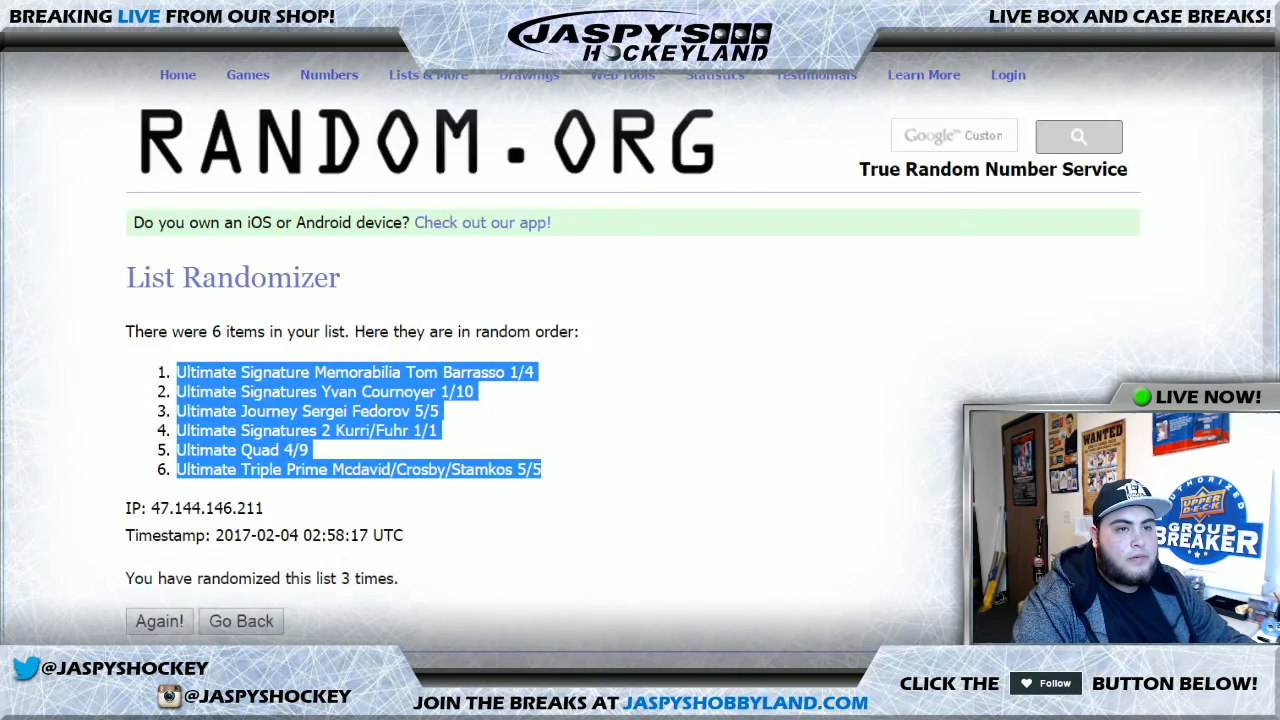 BREAKING LIVE FROM OUR SHOP!
JASPY'S
HOCKEYLAND
LIVE BOX AND CASE BREAKS!
Home Games Numbers Lists & More Drawings Web Tools Statistics Testimonials Learn More Login
RANDOM.ORG
Google™ Custom
True Random Number Service
Do you own an iOS or Android device? Check out our app!
List Randomizer
There were 6 items in your list. Here they are in random order:
1. Ultimate Signature Memorabilia Tom Barrasso 1/4
2. Ultimate Signatures Yvan Cournoyer 1/10
3. Ultimate Journey Sergei Fedorov 5/5
4. Ultimate Signatures 2 Kurri/Fuhr 1/1
5. Ultimate Quad 4/9
6. Ultimate Triple Prime Mcdavid/Crosby/Stamkos 5/5
IP: 47.144.146.211
Timestamp: 2017-02-04 02:58:17 UTC
You have randomized this list 3 times.
Again! Go Back
LIVE NOW!
WANTED
AUTHORIZED
UPPER DECK
GROUP
BREAKER
@JASPYSHOCKEY
@JASPYSHOCKEY
JOIN THE BREAKS AT JASPYSHOBBYLAND.COM
CLICK THE Follow BUTTON BELOW!